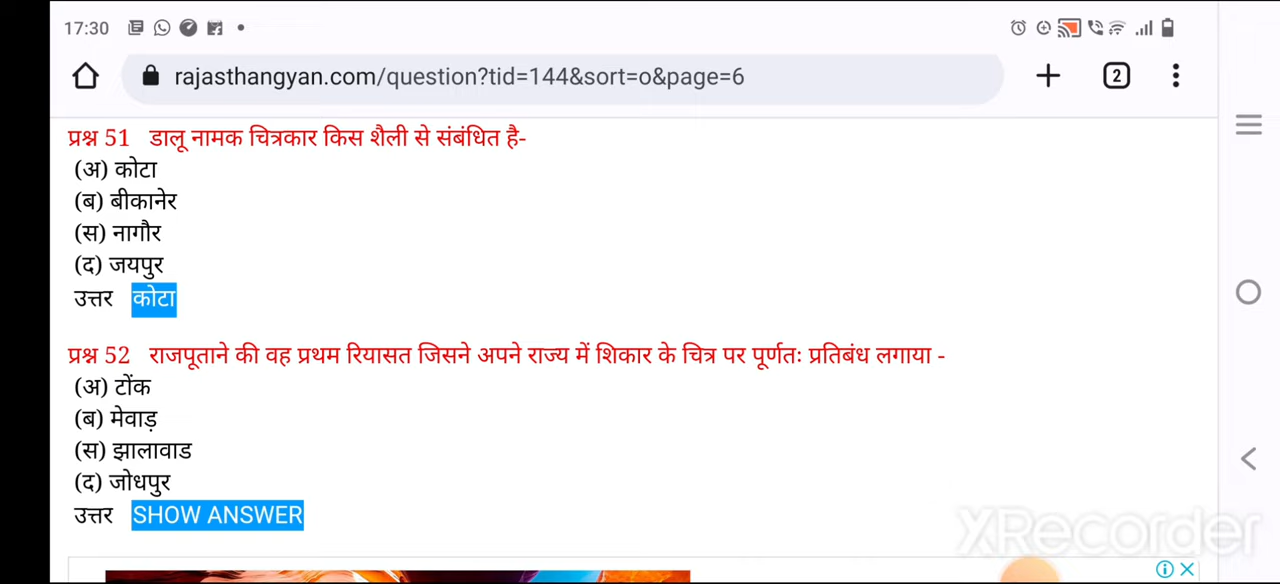 17:30
rajasthangyan.com/question?tid=144&sort=o&page=6
2
प्रश्न 51 डालू नामक चित्रकार किस शैली से संबंधित है-
(अ) कोटा
(ब) बीकानेर
(स) नागौर
(द) जयपुर
उत्तर कोटा
प्रश्न 52 राजपूताने की वह प्रथम रियासत जिसने अपने राज्य में शिकार के चित्र पर पूर्णतः प्रतिबंध लगाया -
(अ) टोंक
(ब) मेवाड़
(स) झालावाड
(द) जोधपुर
उत्तर SHOW ANSWER
XRecorder